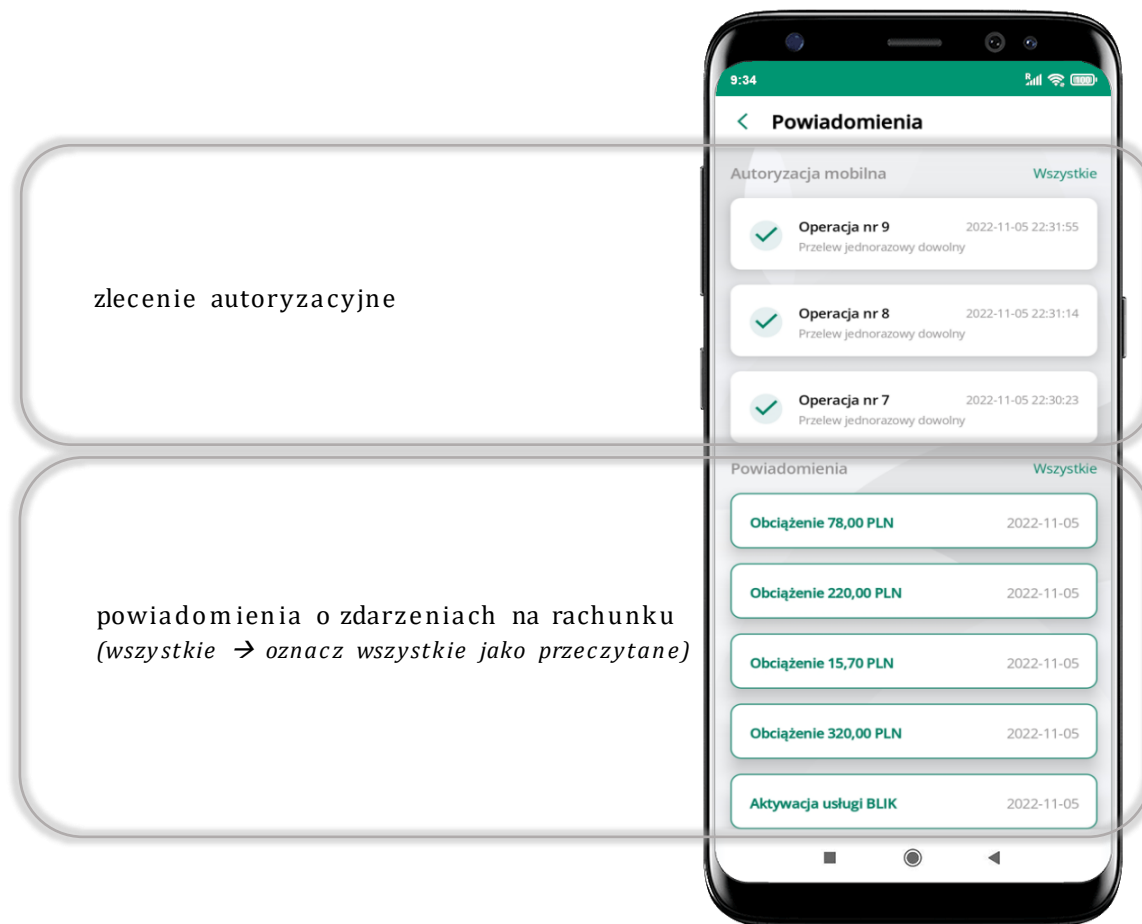 9:34
Powiadomienia
Autoryzacja mobilna Wszystkie
Operacja nr 9 2022-11-05 22:31:55
Przelew jednorazowy dowolny
zlecenie autoryzacyjne
Operacja nr 8 2022-11-05 22:31:14
Przelew jednorazowy dowolny
Operacja nr 7 2022-11-05 22:30:23
Przelew jednorazowy dowolny
Powiadomienia Wszystkie
Obciążenie 78,00 PLN 2022-11-05
Obciążenie 220,00 PLN 2022-11-05
powiadomienia o zdarzeniach na rachunku
(wszystkie → oznacz wszystkie jako przeczytane)
Obciążenie 15,70 PLN 2022-11-05
Obciążenie 320,00 PLN 2022-11-05
Aktywacja usługi BLIK 2022-11-05